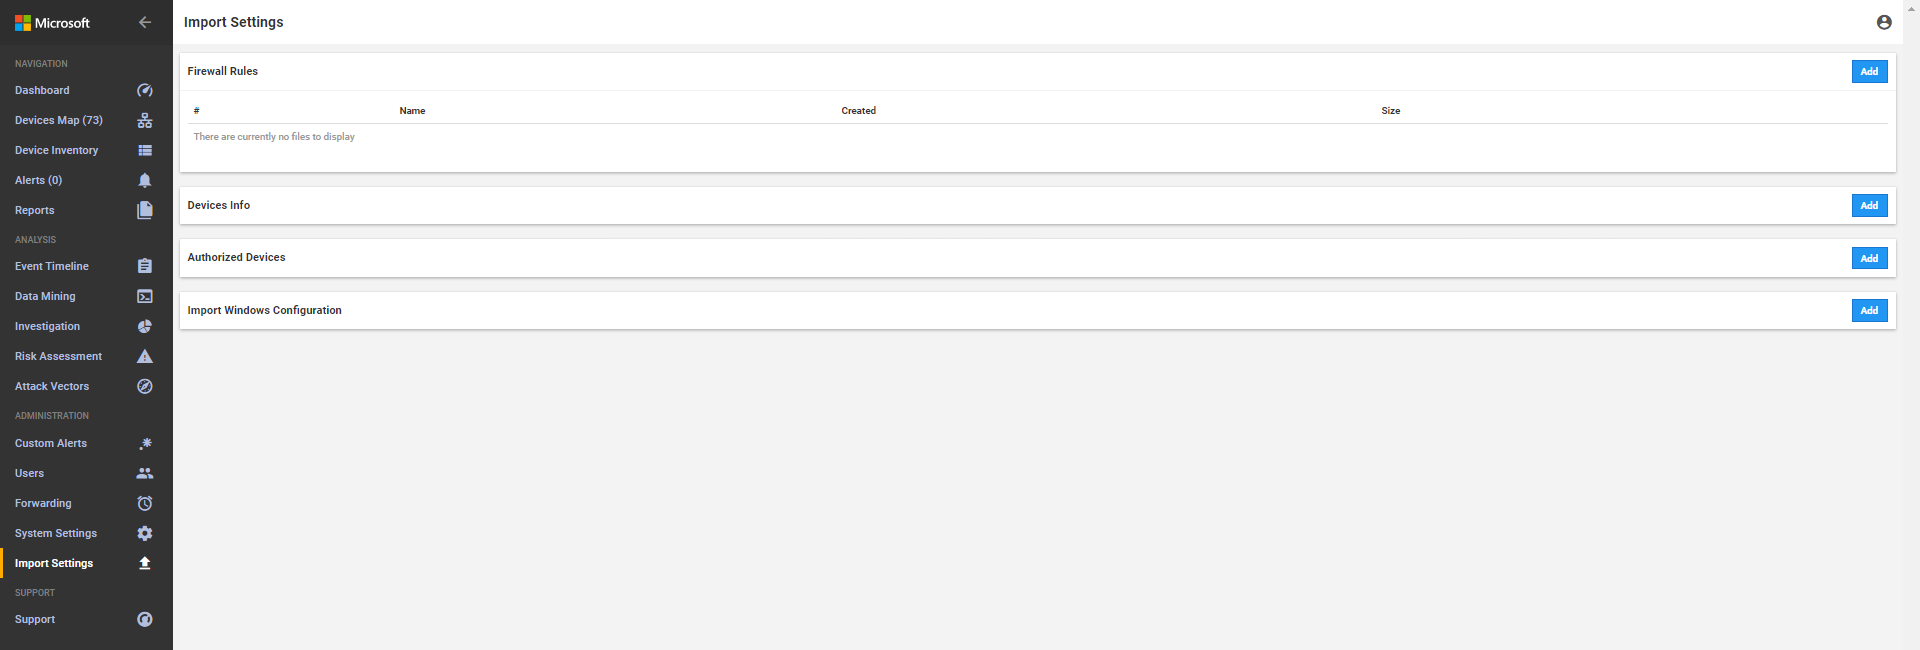 Microsoft
Import Settings
NAVIGATION
Dashboard
Devices Map (73)
Device Inventory
Alerts (0)
Reports
ANALYSIS
Event Timeline
Data Mining
Investigation
Risk Assessment
Attack Vectors
ADMINISTRATION
Custom Alerts
Users
Forwarding
System Settings
Import Settings
SUPPORT
Support
Firewall Rules Add
# Name Created Size
There are currently no files to display
Devices Info Add
Authorized Devices Add
Import Windows Configuration Add